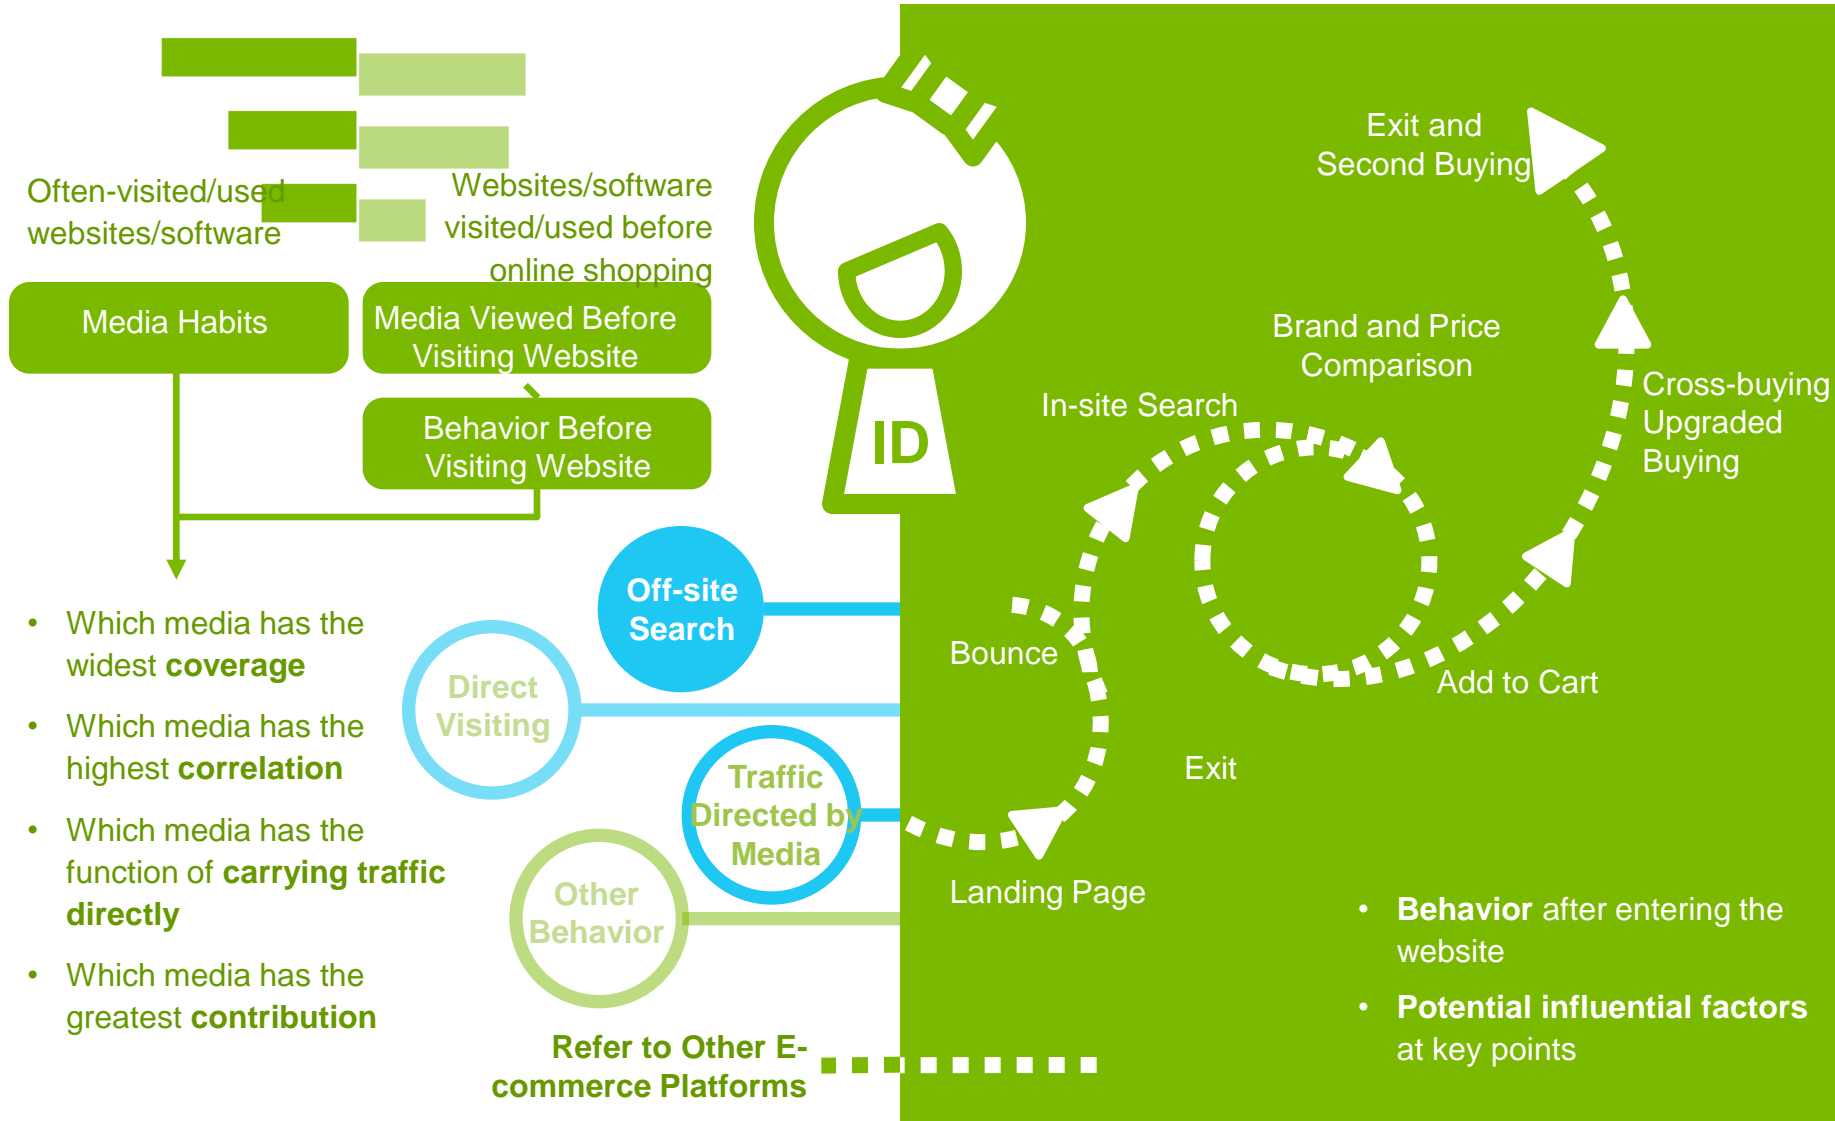 Often-visited/used
websites/software
Websites/software
visited/used before
online shopping
Media Habits
Media Viewed Before
Visiting Website
Behavior Before
Visiting Website
• Which media has the
widest coverage
• Which media has the
highest correlation
• Which media has the
function of carrying traffic
directly
• Which media has the
greatest contribution
Off-site
Search
Direct
Visiting
Traffic
Directed by
Media
Other
Behavior
Refer to Other E-
commerce Platforms
ID
Exit and
Second Buying
Brand and Price
Comparison
In-site Search
Cross-buying
Upgraded
Buying
Bounce
Add to Cart
Exit
Landing Page
• Behavior after entering the
website
• Potential influential factors
at key points